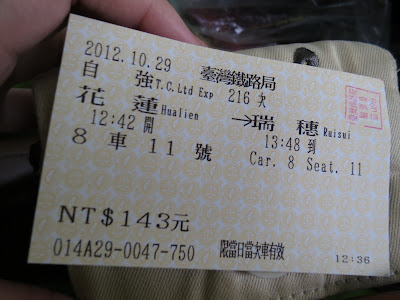 2012.10.29 臺灣鐵路局
自 強 T.C.Ltd Exp 216 次
花 蓮 Hualien →瑞 穗 Ruisui
12:42 開 13:48 到
8 車 11 號 Car. 8 Seat. 11
NT$143元
014A29-0047-750 限當日當次車有效 12:36